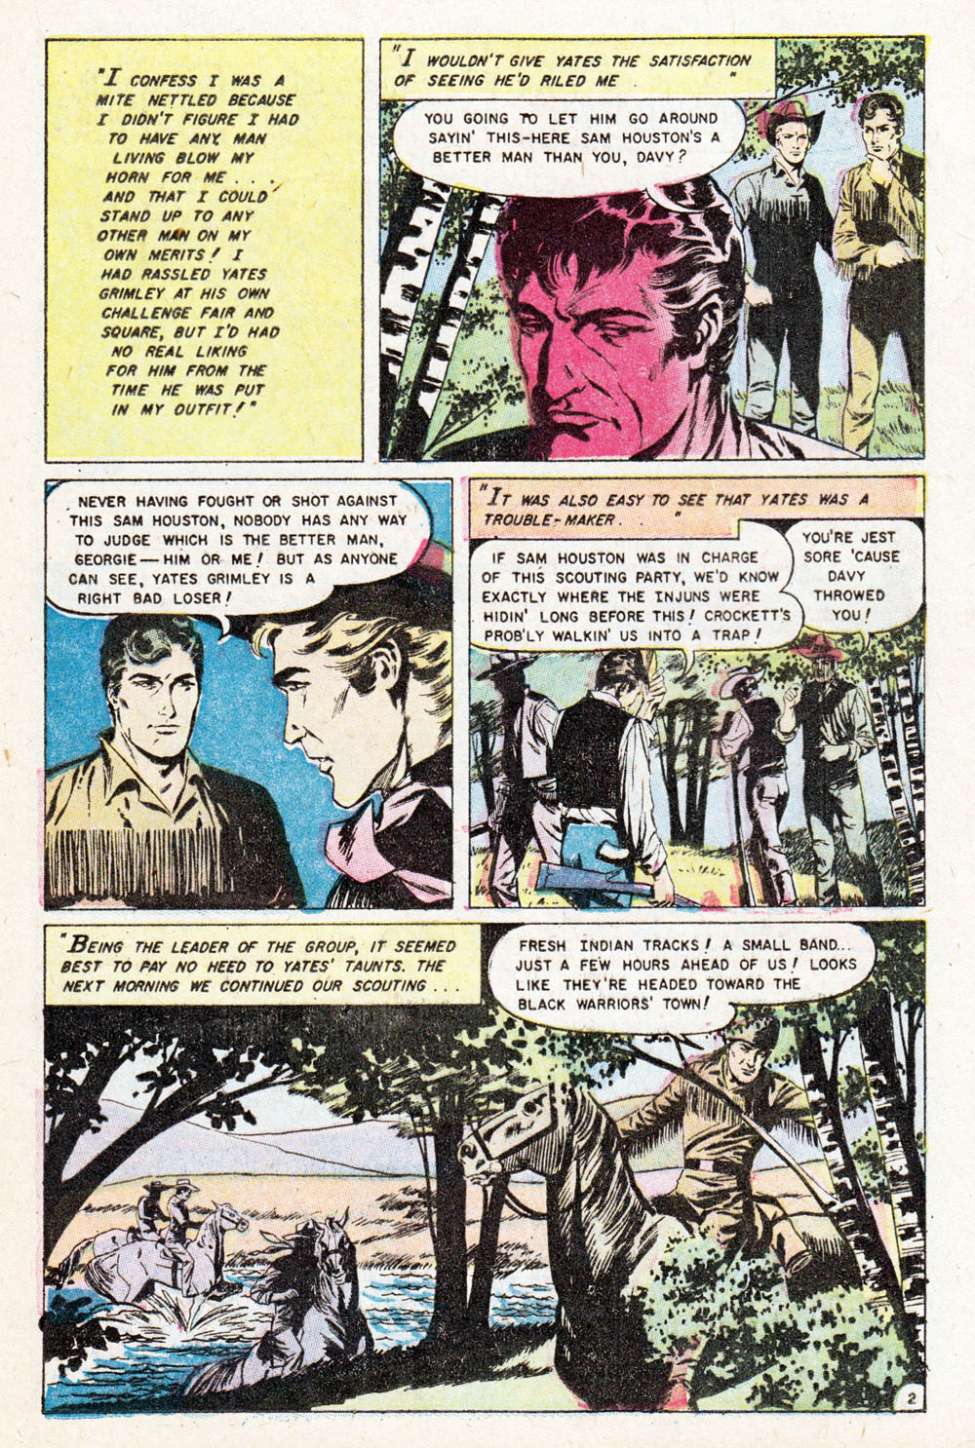 "I CONFESS I WAS A
MITE NETTLED BECAUSE
I DIDN'T FIGURE I HAD
TO HAVE ANY MAN
LIVING BLOW MY
HORN FOR ME . . .
AND THAT I COULD
STAND UP TO ANY
OTHER MAN ON MY
OWN MERITS! I
HAD RASSLED YATES
GRIMLEY AT HIS OWN
CHALLENGE FAIR AND
SQUARE, BUT I'D HAD
NO REAL LIKING
FOR HIM FROM THE
TIME HE WAS PUT
IN MY OUTFIT!"
"I WOULDN'T GIVE YATES THE SATISFACTION
OF SEEING HE'D RILED ME . "
YOU GOING TO LET HIM GO AROUND
SAYIN' THIS-HERE SAM HOUSTON'S A
BETTER MAN THAN YOU, DAVY?
NEVER HAVING FOUGHT OR SHOT AGAINST
THIS SAM HOUSTON, NOBODY HAS ANY WAY
TO JUDGE WHICH IS THE BETTER MAN,
GEORGIE—HIM OR ME! BUT AS ANYONE
CAN SEE, YATES GRIMLEY IS A
RIGHT BAD LOSER!
"IT WAS ALSO EASY TO SEE THAT YATES WAS A
TROUBLE-MAKER. . "
IF SAM HOUSTON WAS IN CHARGE
OF THIS SCOUTING PARTY, WE'D KNOW
EXACTLY WHERE THE INJUNS WERE
HIDIN' LONG BEFORE THIS! CROCKETT'S
PROB'LY WALKIN' US INTO A TRAP!
YOU'RE JEST
SORE 'CAUSE
DAVY
THROWED
YOU!
"BEING THE LEADER OF THE GROUP, IT SEEMED
BEST TO PAY NO HEED TO YATES' TAUNTS. THE
NEXT MORNING WE CONTINUED OUR SCOUTING . . .
FRESH INDIAN TRACKS! A SMALL BAND...
JUST A FEW HOURS AHEAD OF US! LOOKS
LIKE THEY'RE HEADED TOWARD THE
BLACK WARRIORS' TOWN!
2